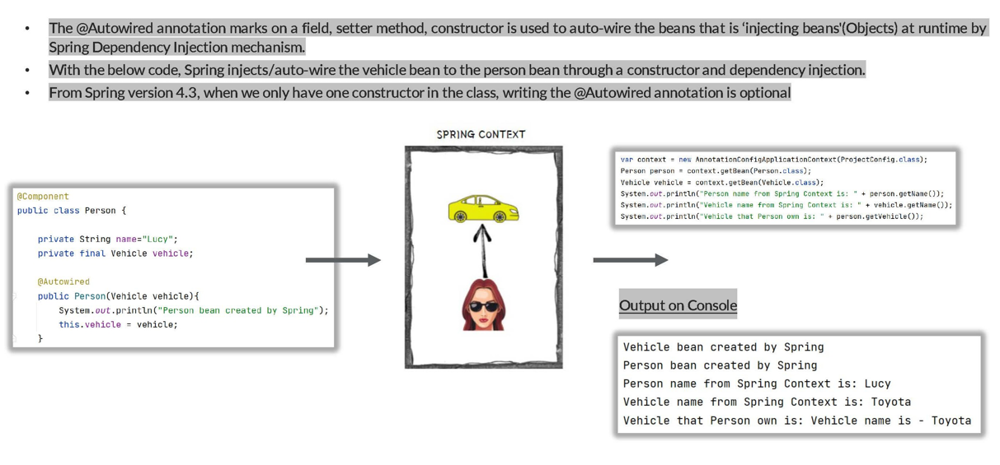 • The @Autowired annotation marks on a field, setter method, constructor is used to auto-wire the beans that is ‘injecting beans'(Objects) at runtime by
Spring Dependency Injection mechanism.
• With the below code, Spring injects/auto-wire the vehicle bean to the person bean through a constructor and dependency injection.
• From Spring version 4.3, when we only have one constructor in the class, writing the @Autowired annotation is optional
@Component
public class Person {
private String name="Lucy";
private final Vehicle vehicle;
@Autowired
public Person(Vehicle vehicle){
System.out.println("Person bean created by Spring");
this.vehicle = vehicle;
}
SPRING CONTEXT
var context = new AnnotationConfigApplicationContext(ProjectConfig.class);
Person person = context.getBean(Person.class);
Vehicle vehicle = context.getBean(Vehicle.class);
System.out.println("Person name from Spring Context is: " + person.getName());
System.out.println("Vehicle name from Spring Context is: " + vehicle.getName());
System.out.println("Vehicle that Person own is: " + person.getVehicle());
Output on Console
Vehicle bean created by Spring
Person bean created by Spring
Person name from Spring Context is: Lucy
Vehicle name from Spring Context is: Toyota
Vehicle that Person own is: Vehicle name is - Toyota